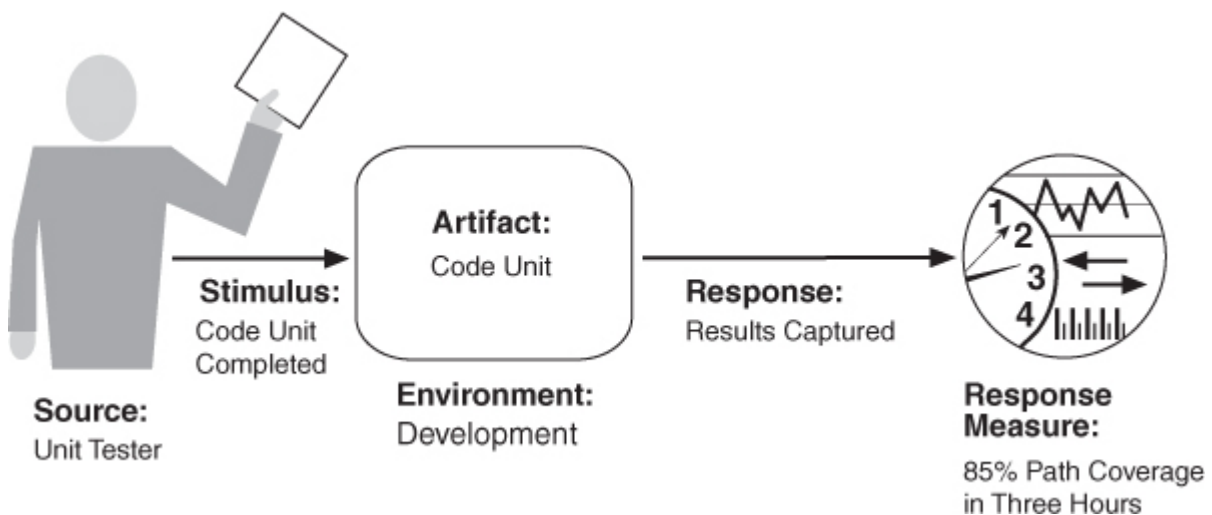 Artifact:
Code Unit
Stimulus:
Code Unit
Completed
Response:
Results Captured
1
2
3
4
Source:
Unit Tester
Environment:
Development
Response
Measure:
85% Path Coverage
in Three Hours